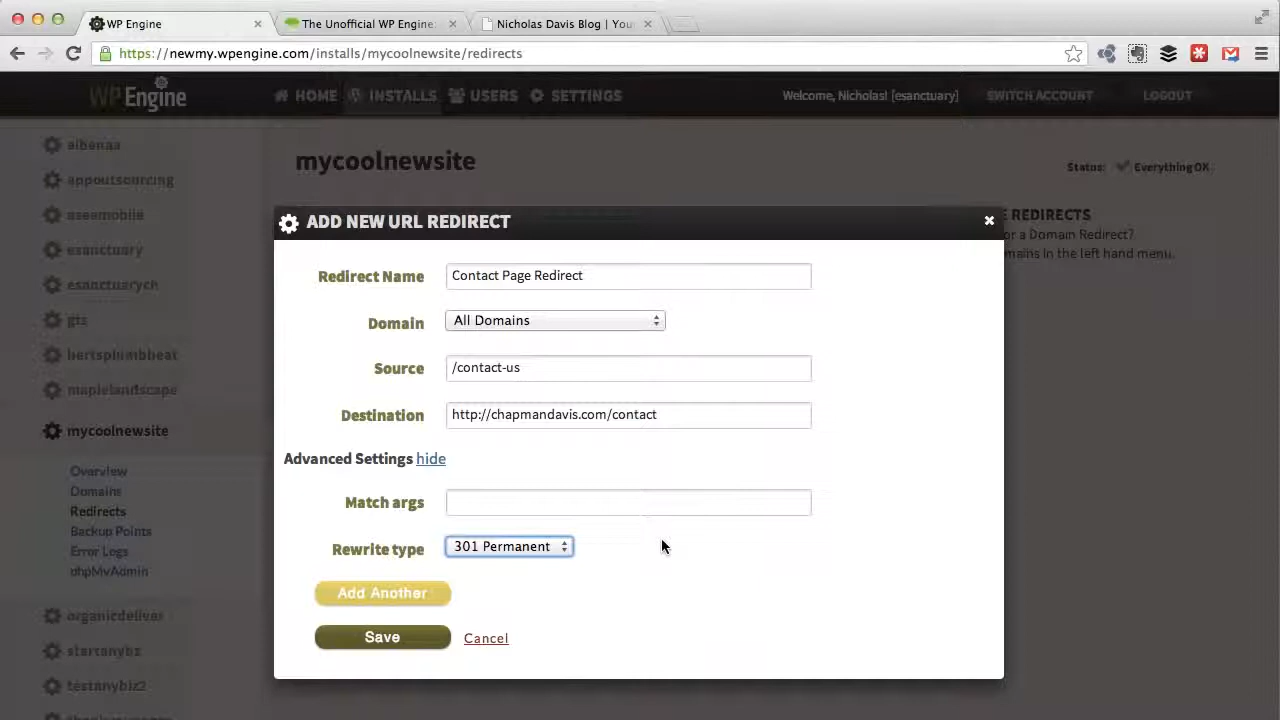 WP Engine
The Unofficial WP Engine
Nicholas Davis Blog | You
https://newmy.wpengine.com/installs/mycoolnewsite/redirects
WP Engine
HOME
INSTALLS
USERS
SETTINGS
Welcome, Nicholas! [esanctuary]
SWITCH ACCOUNT
LOGOUT
albenaa
appoutsourcing
aseamobile
esanctuary
esanctuarych
gts
hertsplumbheat
maplelandscape
mycoolnewsite
Overview
Domains
Redirects
Backup Points
Error Logs
phpMyAdmin
organicdeliver
startanybz
testanybiz2
mycoolnewsite
Status: Everything OK
E REDIRECTS
or a Domain Redirect?
mains in the left hand menu.
ADD NEW URL REDIRECT
Redirect Name Contact Page Redirect
Domain All Domains
Source /contact-us
Destination http://chapmandavis.com/contact
Advanced Settings hide
Match args
Rewrite type 301 Permanent
Add Another
Save Cancel